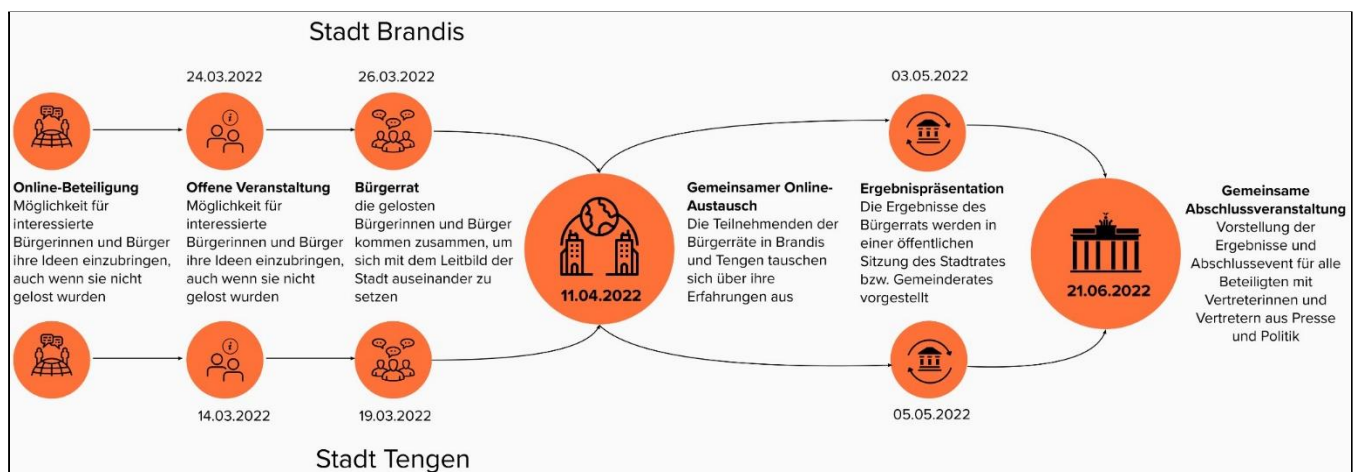 Stadt Brandis
24.03.2022
26.03.2022
03.05.2022
Online-Beteiligung
Möglichkeit für
interessierte
Bürgerinnen und Bürger
ihre Ideen einzubringen,
auch wenn sie nicht
gelost wurden
Offene Veranstaltung
Möglichkeit für
interessierte
Bürgerinnen und Bürger
ihre Ideen einzubringen,
auch wenn sie nicht
gelost wurden
Bürgerrat
die gelosten
Bürgerinnen und Bürger
kommen zusammen, um
sich mit dem Leitbild der
Stadt auseinander zu
setzen
11.04.2022
Gemeinsamer Online-
Austausch
Die Teilnehmenden der
Bürgerräte in Brandis
und Tengen tauschen
sich über ihre
Erfahrungen aus
Ergebnispräsentation
Die Ergebnisse des
Bürgerrats werden in
einer öffentlichen
Sitzung des Stadtrates
bzw. Gemeinderates
vorgestellt
21.06.2022
Gemeinsame
Abschlussveranstaltung
Vorstellung der
Ergebnisse und
Abschlussevent für alle
Beteiligten mit
Vertreterinnen und
Vertretern aus Presse
und Politik
14.03.2022
19.03.2022
05.05.2022
Stadt Tengen